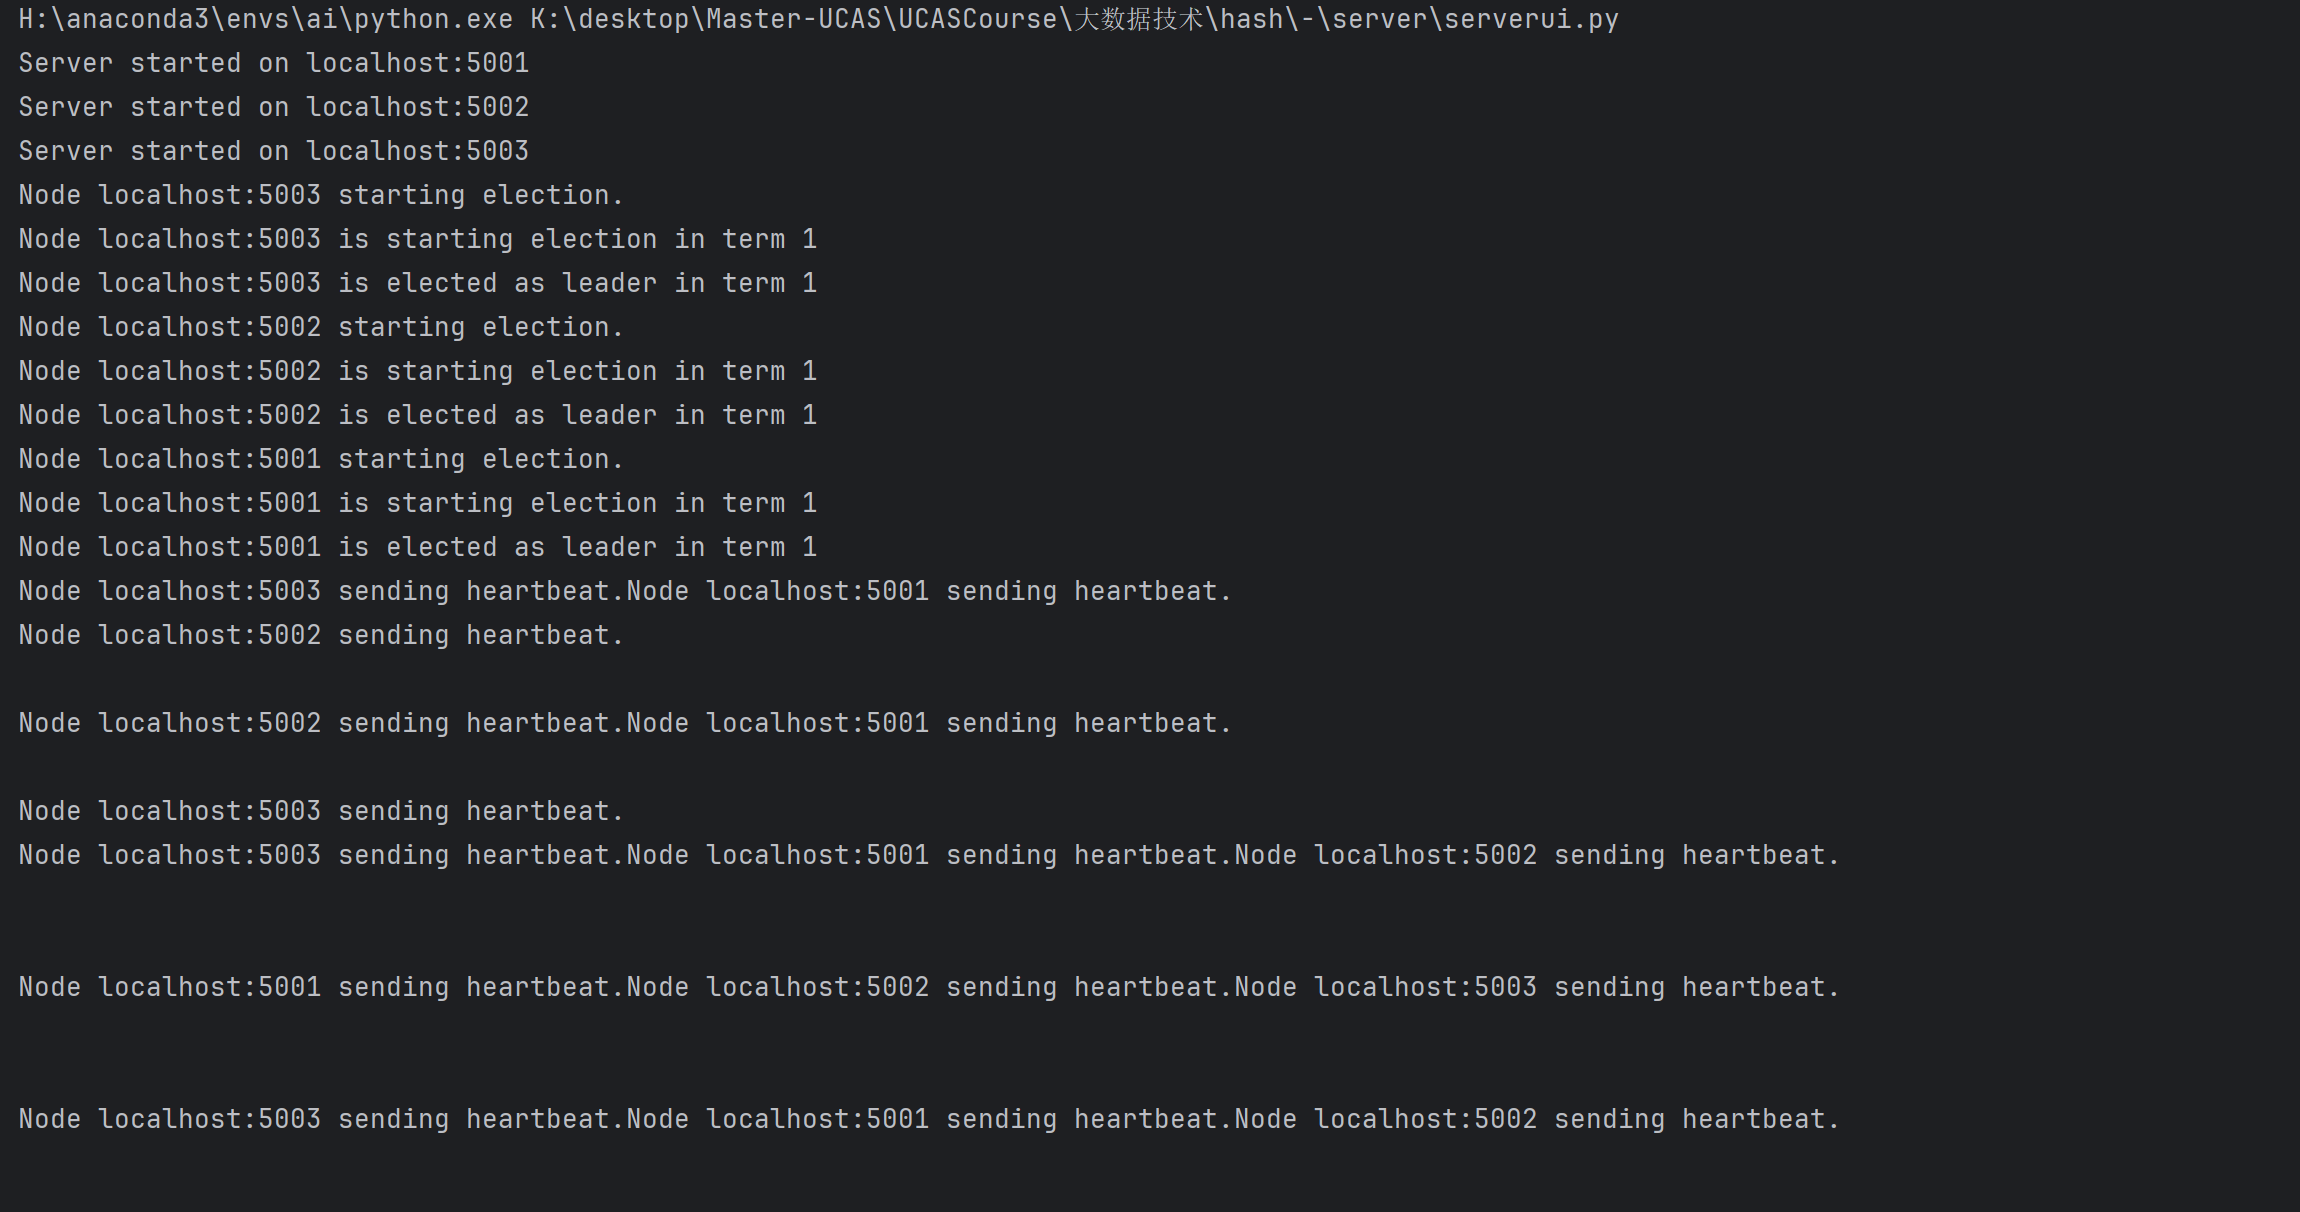 H:\anaconda3\envs\ai\python.exe K:\desktop\Master-UCAS\UCASCourse\大数据技术\hash\-\server\serverui.py
Server started on localhost:5001
Server started on localhost:5002
Server started on localhost:5003
Node localhost:5003 starting election.
Node localhost:5003 is starting election in term 1
Node localhost:5003 is elected as leader in term 1
Node localhost:5002 starting election.
Node localhost:5002 is starting election in term 1
Node localhost:5002 is elected as leader in term 1
Node localhost:5001 starting election.
Node localhost:5001 is starting election in term 1
Node localhost:5001 is elected as leader in term 1
Node localhost:5003 sending heartbeat.Node localhost:5001 sending heartbeat.
Node localhost:5002 sending heartbeat.
Node localhost:5002 sending heartbeat.Node localhost:5001 sending heartbeat.
Node localhost:5003 sending heartbeat.
Node localhost:5003 sending heartbeat.Node localhost:5001 sending heartbeat.Node localhost:5002 sending heartbeat.
Node localhost:5001 sending heartbeat.Node localhost:5002 sending heartbeat.Node localhost:5003 sending heartbeat.
Node localhost:5003 sending heartbeat.Node localhost:5001 sending heartbeat.Node localhost:5002 sending heartbeat.